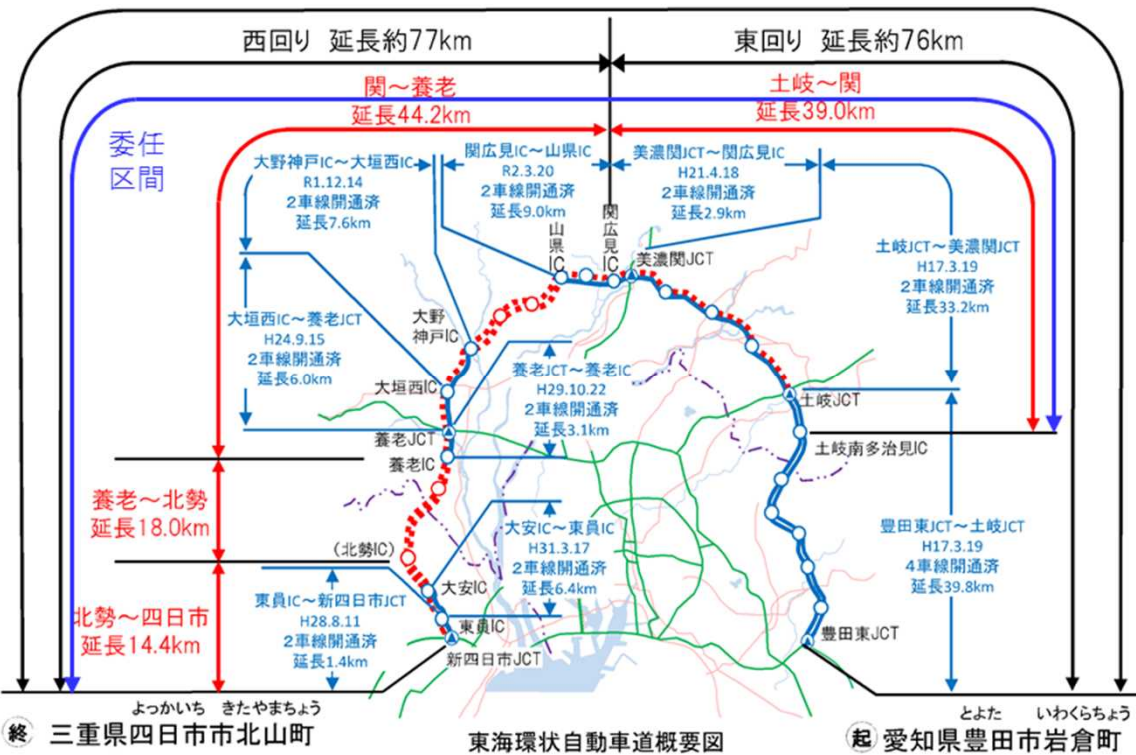 西回り 延長約77km
東回り 延長約76km
関～養老
延長44.2km
土岐～関
延長39.0km
委任
区間
大野神戸IC～大垣西IC
R1.12.14
2車線開通済
延長7.6km
関広見IC～山県IC
R2.3.20
2車線開通済
延長9.0km
美濃関JCT～関広見IC
H21.4.18
2車線開通済
延長2.9km
土岐JCT～美濃関JCT
H17.3.19
2車線開通済
延長33.2km
山県IC
関広見IC
美濃関JCT
大垣西IC～養老JCT
H24.9.15
2車線開通済
延長6.0km
大野
神戸IC
養老JCT～養老IC
H29.10.22
2車線開通済
延長3.1km
大垣西IC
土岐JCT
養老JCT
土岐南多治見IC
養老IC
養老～北勢
延長18.0km
大安IC～東員IC
H31.3.17
2車線開通済
延長6.4km
豊田東JCT～土岐JCT
H17.3.19
4車線開通済
延長39.8km
(北勢IC)
大安IC
北勢～四日市
延長14.4km
東員IC～新四日市JCT
H28.8.11
2車線開通済
延長1.4km
東員IC
豊田東JCT
新四日市JCT
よっかいち きたやまちょう
終 三重県四日市市北山町
東海環状自動車道概要図
とよた いわくらちょう
起 愛知県豊田市岩倉町